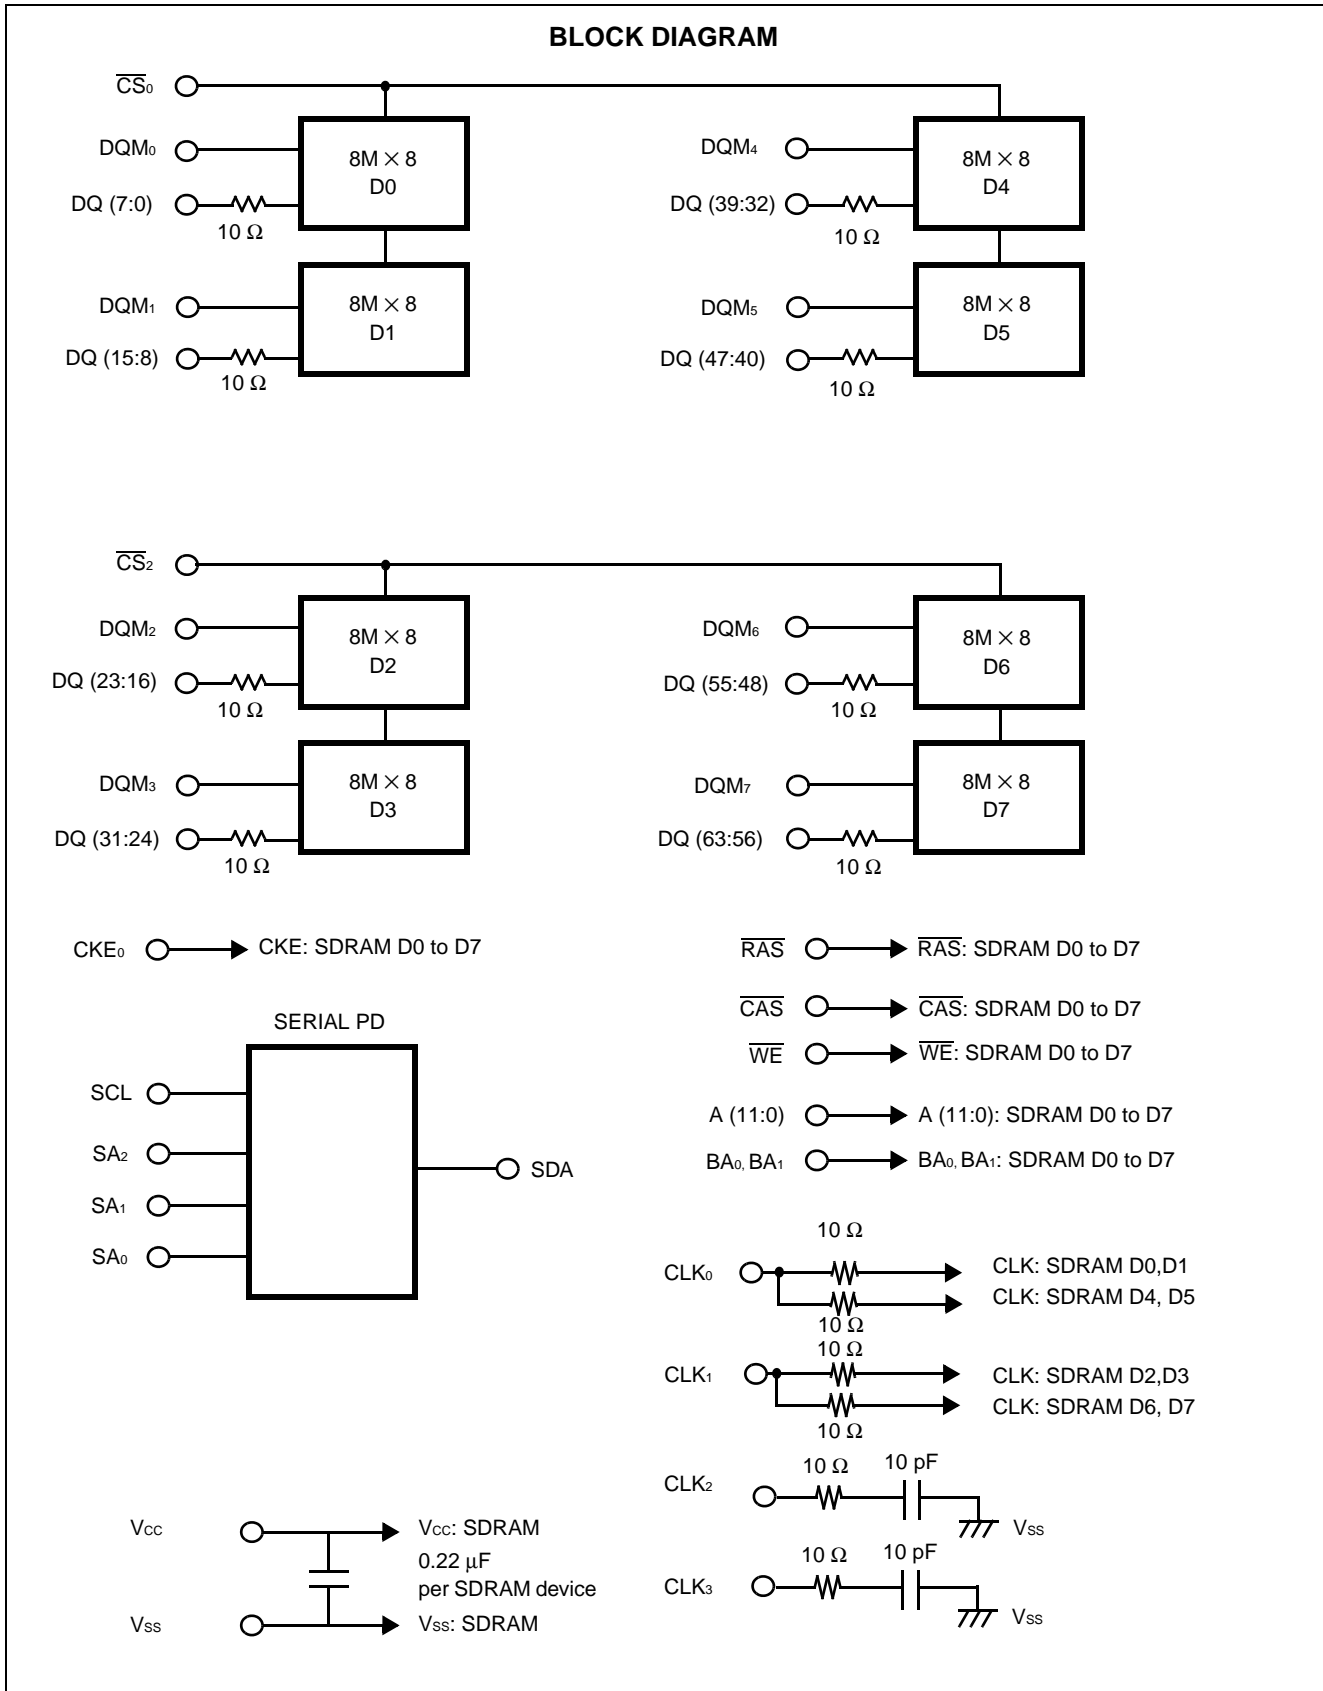 BLOCK DIAGRAM
CS0
DQM0
8M × 8
D0
DQ (7:0)
10 Ω
DQM4
8M × 8
D4
DQ (39:32)
10 Ω
DQM1
8M × 8
D1
DQ (15:8)
10 Ω
DQM5
8M × 8
D5
DQ (47:40)
10 Ω
CS2
DQM2
8M × 8
D2
DQ (23:16)
10 Ω
DQM6
8M × 8
D6
DQ (55:48)
10 Ω
DQM3
8M × 8
D3
DQ (31:24)
10 Ω
DQM7
8M × 8
D7
DQ (63:56)
10 Ω
CKE0 CKE: SDRAM D0 to D7
RAS RAS: SDRAM D0 to D7
CAS CAS: SDRAM D0 to D7
WE WE: SDRAM D0 to D7
A (11:0) A (11:0): SDRAM D0 to D7
BA0, BA1 BA0, BA1: SDRAM D0 to D7
SERIAL PD
SCL
SA2
SA1
SA0
SDA
10 Ω
CLK0 CLK: SDRAM D0,D1
CLK: SDRAM D4, D5
10 Ω
10 Ω
CLK1 CLK: SDRAM D2,D3
CLK: SDRAM D6, D7
10 Ω
10 Ω 10 pF
CLK2
VSS
10 Ω 10 pF
CLK3
VSS
VCC VCC: SDRAM
0.22 μF
per SDRAM device
VSS VSS: SDRAM